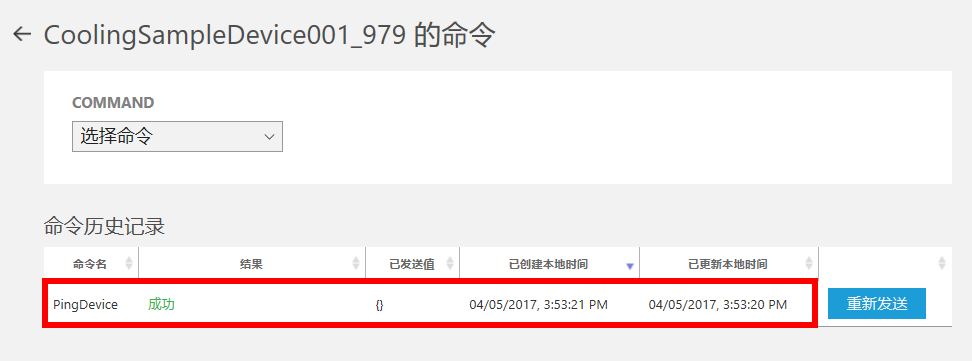 CoolingSampleDevice001_979 的命令
COMMAND
选择命令
命令历史记录
命令名 结果 已发送值 已创建本地时间 已更新本地时间
PingDevice 成功 {} 04/05/2017, 3:53:21 PM 04/05/2017, 3:53:20 PM 重新发送